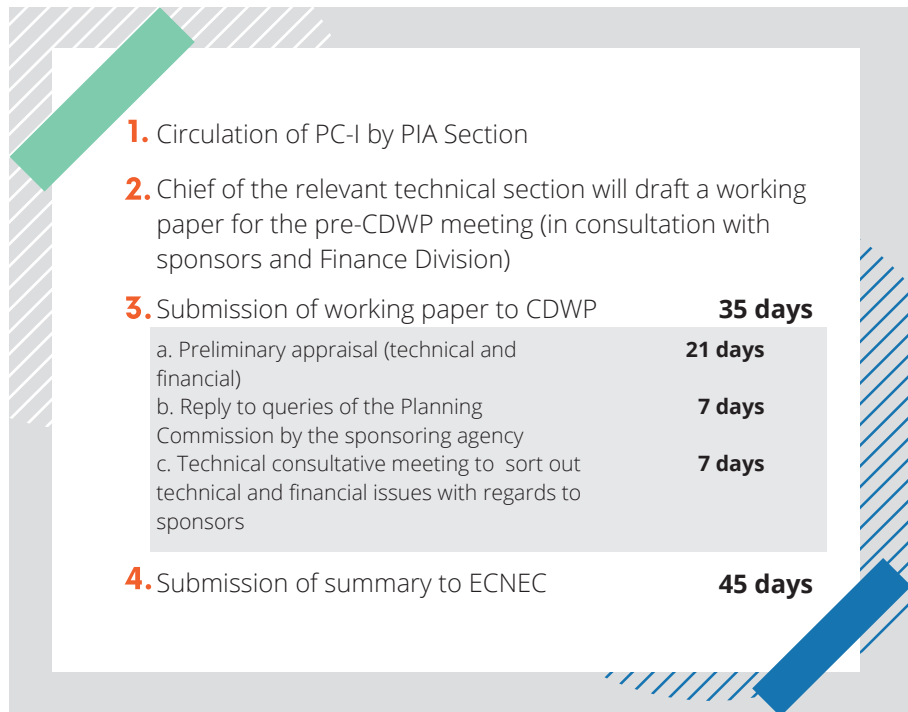 1. Circulation of PC-I by PIA Section
2. Chief of the relevant technical section will draft a working
paper for the pre-CDWP meeting (in consultation with
sponsors and Finance Division)
3. Submission of working paper to CDWP 35 days
a. Preliminary appraisal (technical and 21 days
financial)
b. Reply to queries of the Planning 7 days
Commission by the sponsoring agency
c. Technical consultative meeting to sort out 7 days
technical and financial issues with regards to
sponsors
4. Submission of summary to ECNEC 45 days